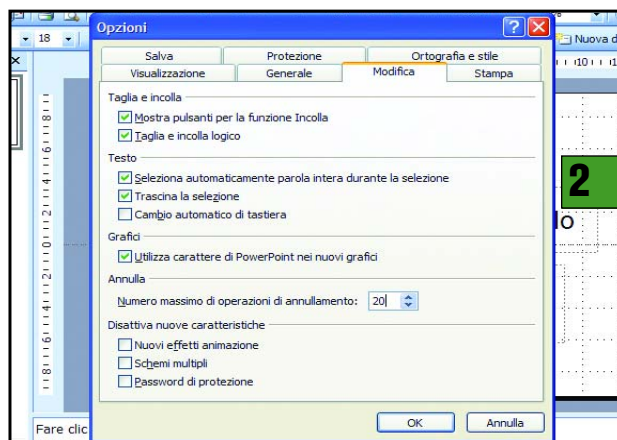 18
Opzioni
Nuova d
Salva
Protezione
Ortografia e stile
Visualizzazione
Generale
Modifica
Stampa
Taglia e incolla
Mostra pulsanti per la funzione Incolla
Taglia e incolla logico
Testo
Seleziona automaticamente parola intera durante la selezione
Trascina la selezione
Cambio automatico di tastiera
Grafici
Utilizza carattere di PowerPoint nei nuovi grafici
Annulla
Numero massimo di operazioni di annullamento: 20
Disattiva nuove caratteristiche
Nuovi effetti animazione
Schemi multipli
Password di protezione
OK
Annulla
2
lo
Fare clic